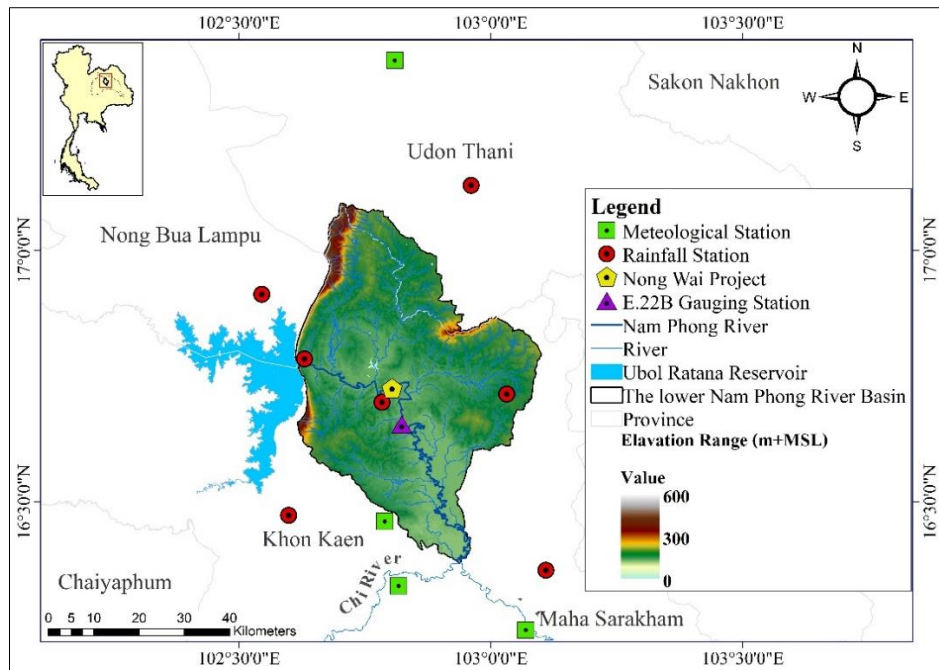 102°30'0"E
103°0'0"E
103°30'0"E
N
W
E
S
Sakon Nakhon
Udon Thani
Nong Bua Lampu
17°0'0"N
17°0'0"N
Legend
Meteological Station
Rainfall Station
Nong Wai Project
E.22B Gauging Station
Nam Phong River
River
Ubol Ratana Reservoir
The lower Nam Phong River Basin
Province
Elavation Range (m+MSL)
Value
600
300
0
16°30'0"N
16°30'0"N
Khon Kaen
Chi River
Chaiyaphum
Maha Sarakham
0 5 10 20 30 40
Kilometers
102°30'0"E
103°0'0"E
103°30'0"E